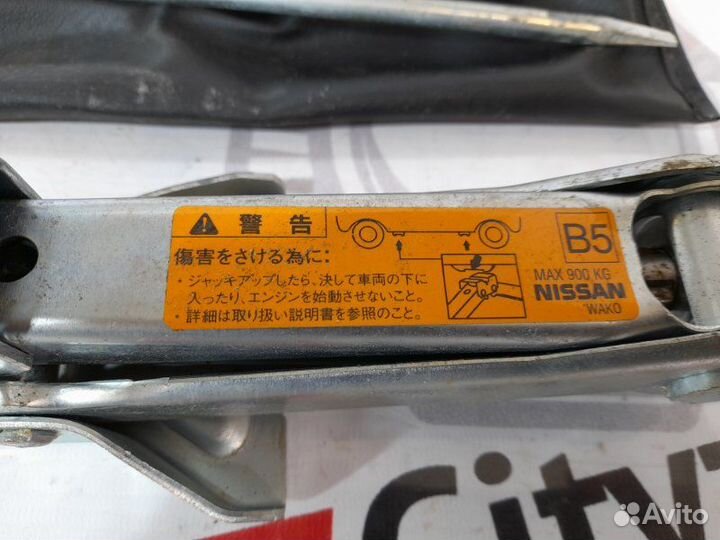 警告
傷害をさける為に:
・ジャッキアップしたら、決して車両の下に
入ったり、エンジンを始動させないこと。
・詳細は取り扱い説明書を参照のこと。
B5
MAX 900 KG
NISSAN
'WAKO
City
Avito